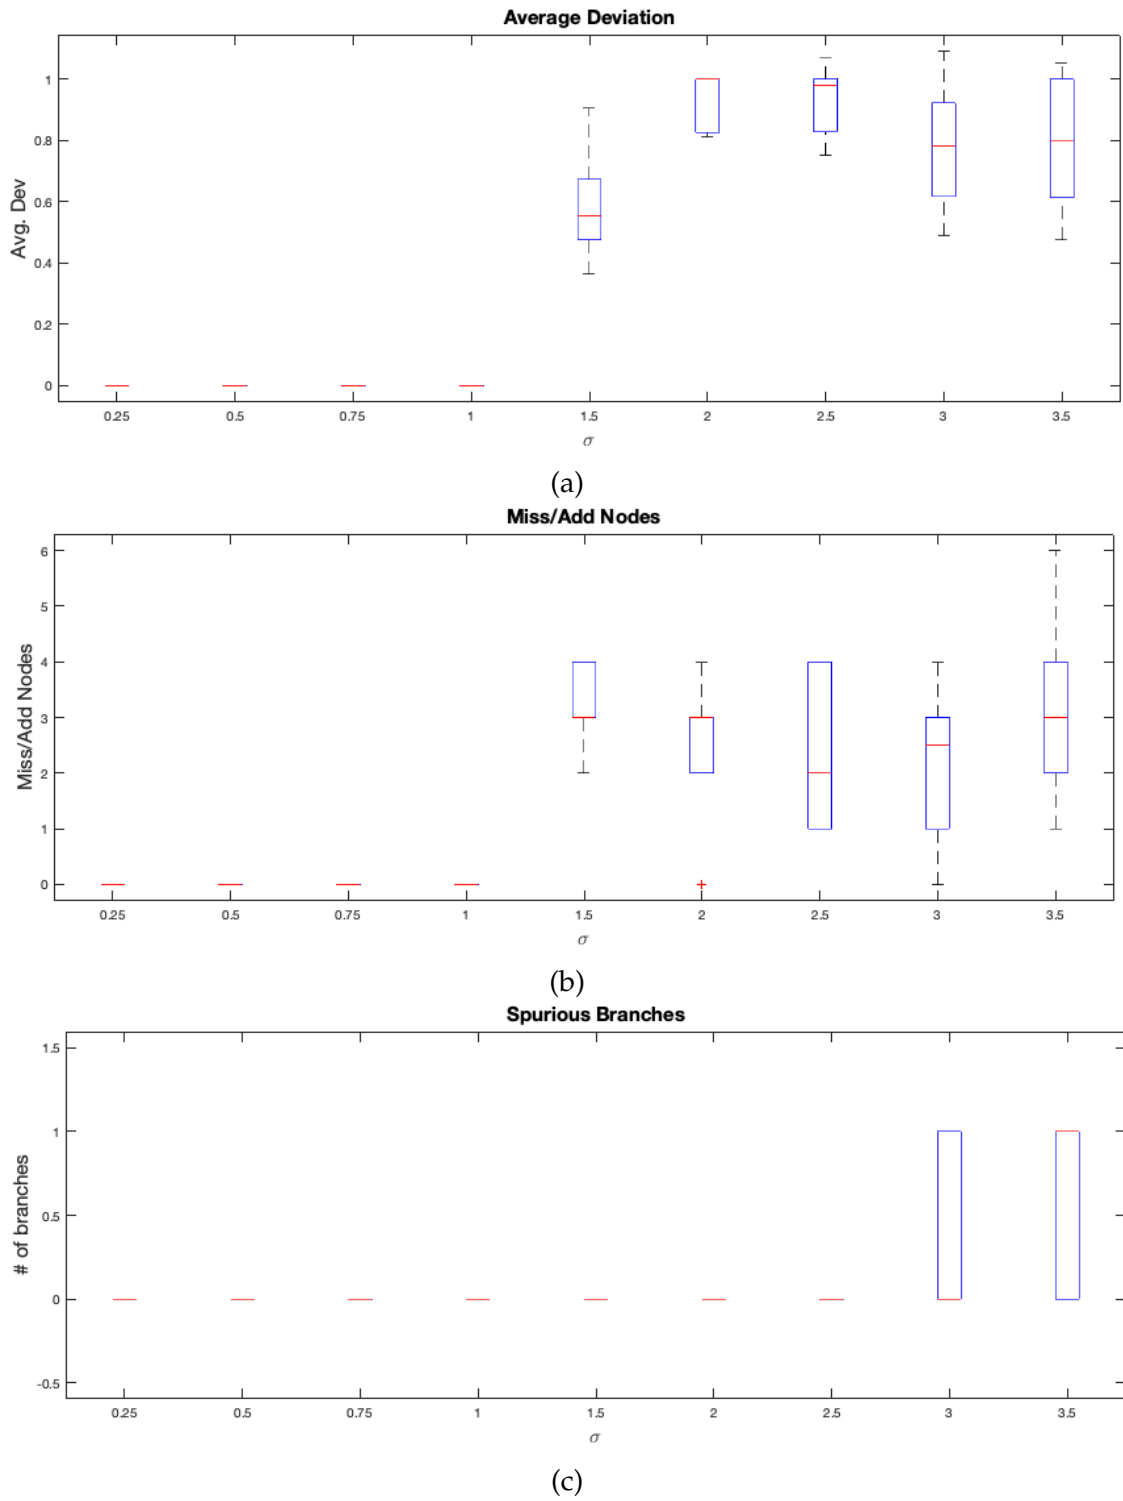 Average Deviation
Avg. Dev
1
0.8
0.6
0.4
0.2
0
0.25 0.5 0.75 1 1.5 2 2.5 3 3.5
σ
(a)
Miss/Add Nodes
Miss/Add Nodes
6
5
4
3
2
1
0
0.25 0.5 0.75 1 1.5 2 2.5 3 3.5
σ
(b)
Spurious Branches
# of branches
1.5
1
0.5
0
-0.5
0.25 0.5 0.75 1 1.5 2 2.5 3 3.5
σ
(c)